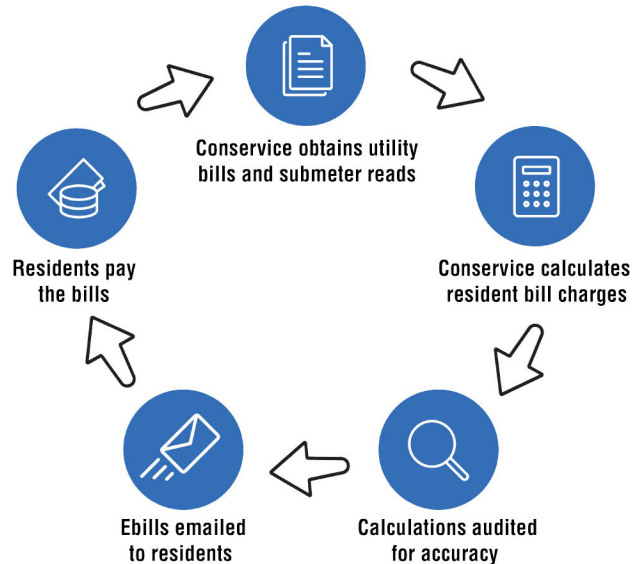 Conservice obtains utility
bills and submeter reads
Conservice calculates
resident bill charges
Calculations audited
for accuracy
Ebills emailed
to residents
Residents pay
the bills